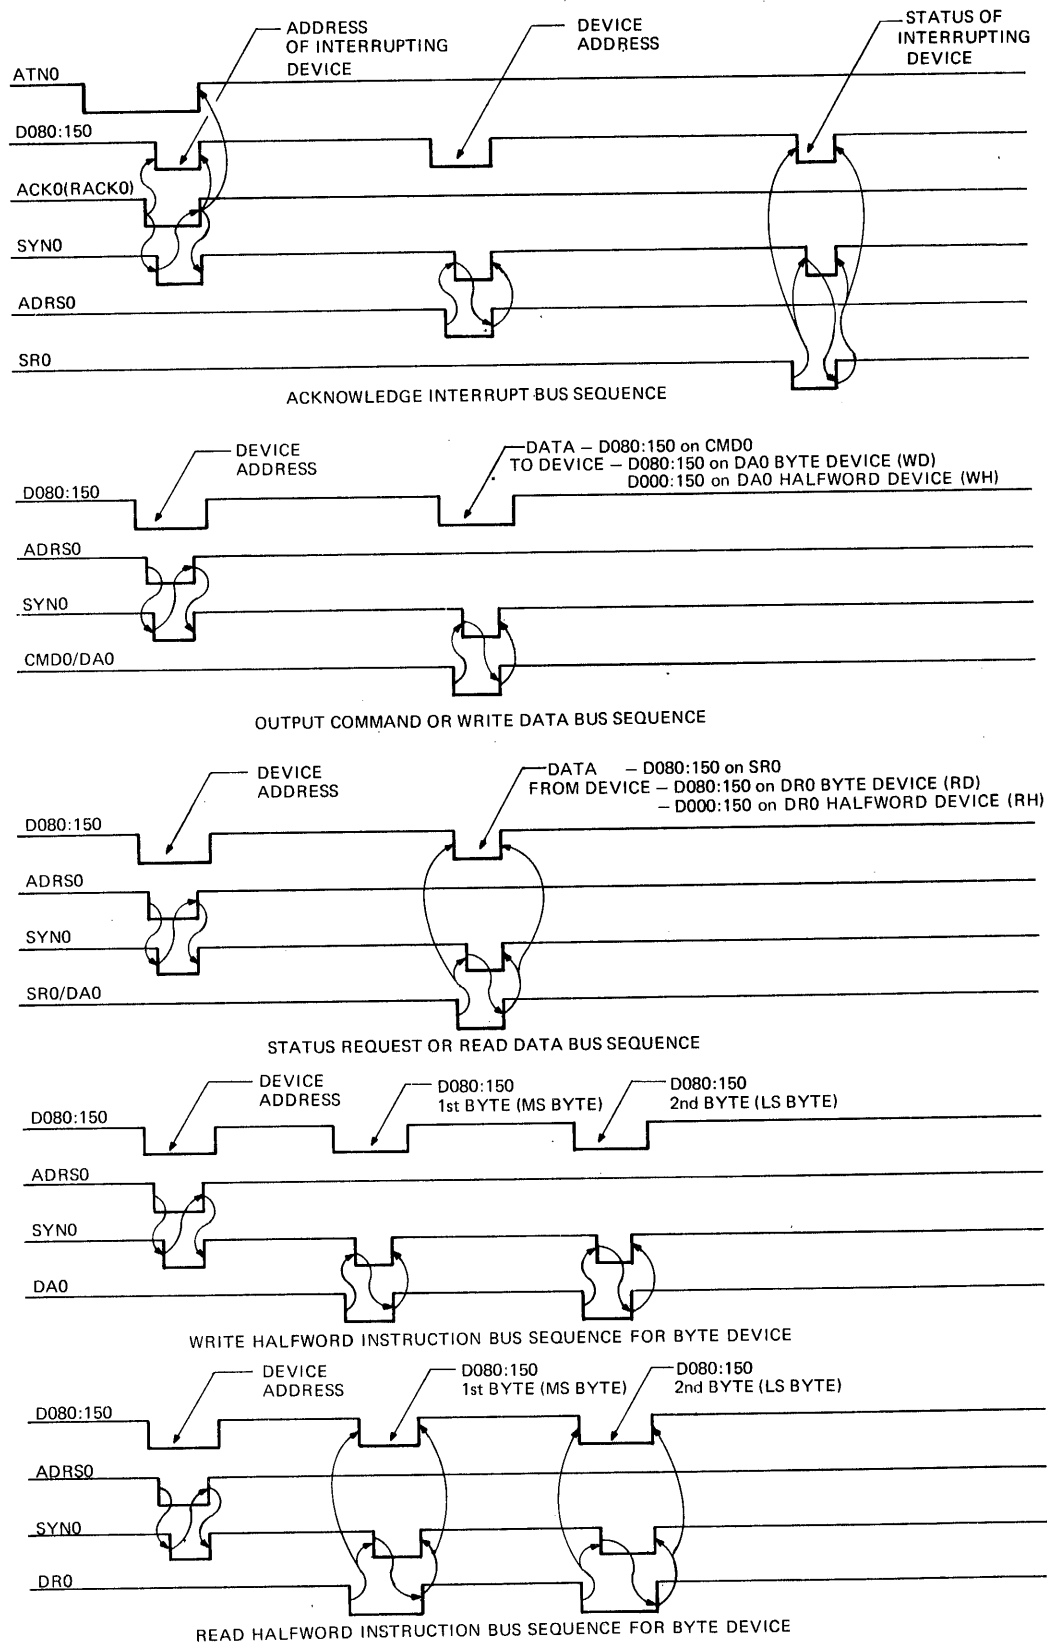 ADDRESS
OF INTERRUPTING
DEVICE
DEVICE
ADDRESS
STATUS OF
INTERRUPTING
DEVICE
ATN0
D080:150
ACK0(RACK0)
SYN0
ADRS0
SR0
ACKNOWLEDGE INTERRUPT BUS SEQUENCE
DEVICE
ADDRESS
DATA – D080:150 on CMD0
TO DEVICE – D080:150 on DA0 BYTE DEVICE (WD)
D000:150 on DA0 HALFWORD DEVICE (WH)
D080:150
ADRS0
SYN0
CMD0/DA0
OUTPUT COMMAND OR WRITE DATA BUS SEQUENCE
DEVICE
ADDRESS
DATA – D080:150 on SR0
FROM DEVICE – D080:150 on DR0 BYTE DEVICE (RD)
– D000:150 on DR0 HALFWORD DEVICE (RH)
D080:150
ADRS0
SYN0
SR0/DA0
STATUS REQUEST OR READ DATA BUS SEQUENCE
DEVICE
ADDRESS
D080:150
1st BYTE (MS BYTE)
D080:150
2nd BYTE (LS BYTE)
D080:150
ADRS0
SYN0
DA0
WRITE HALFWORD INSTRUCTION BUS SEQUENCE FOR BYTE DEVICE
DEVICE
ADDRESS
D080:150
1st BYTE (MS BYTE)
D080:150
2nd BYTE (LS BYTE)
D080:150
ADRS0
SYN0
DR0
READ HALFWORD INSTRUCTION BUS SEQUENCE FOR BYTE DEVICE